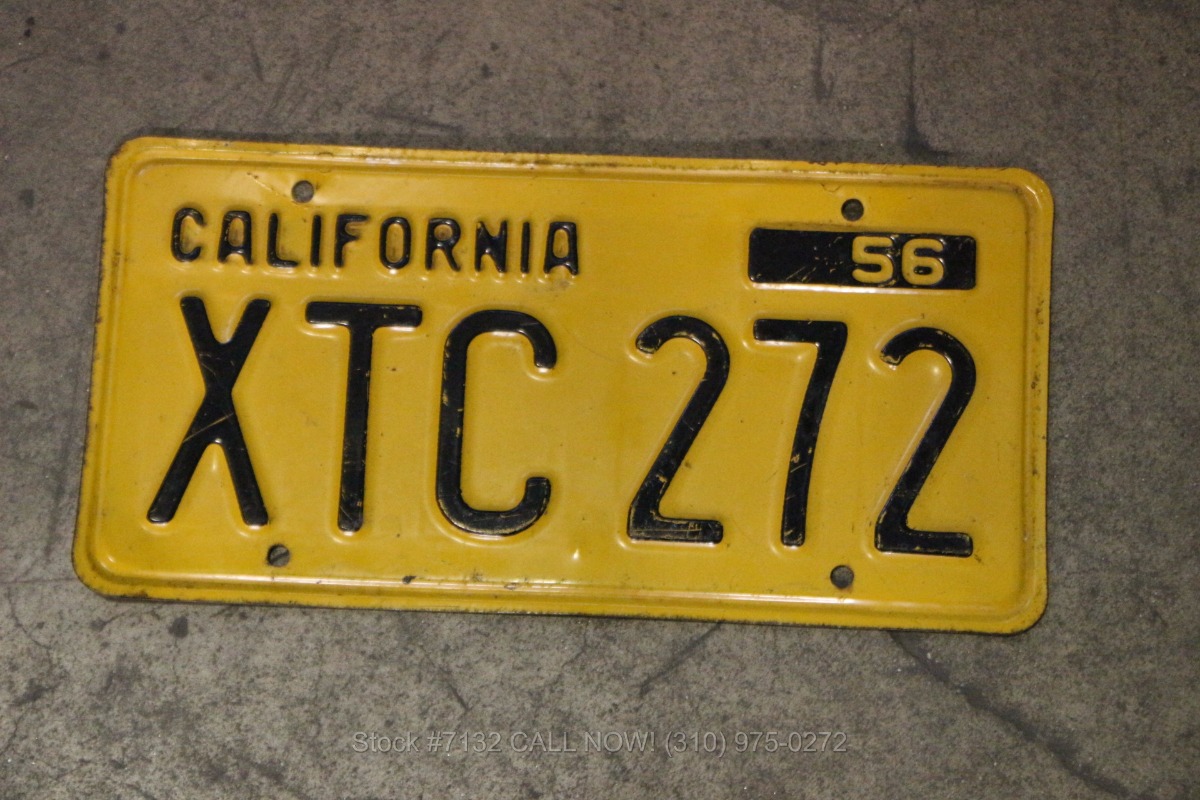 CALIFORNIA 56
XTC 272
Stock #7132 CALL NOW! (310) 975-0272